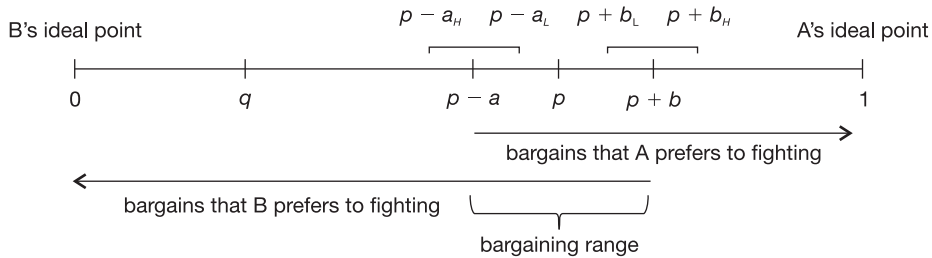 B's ideal point
p − a_H
p − a_L
p + b_L
p + b_H
A's ideal point
0
q
p − a
p
p + b
1
bargains that A prefers to fighting
bargains that B prefers to fighting
bargaining range